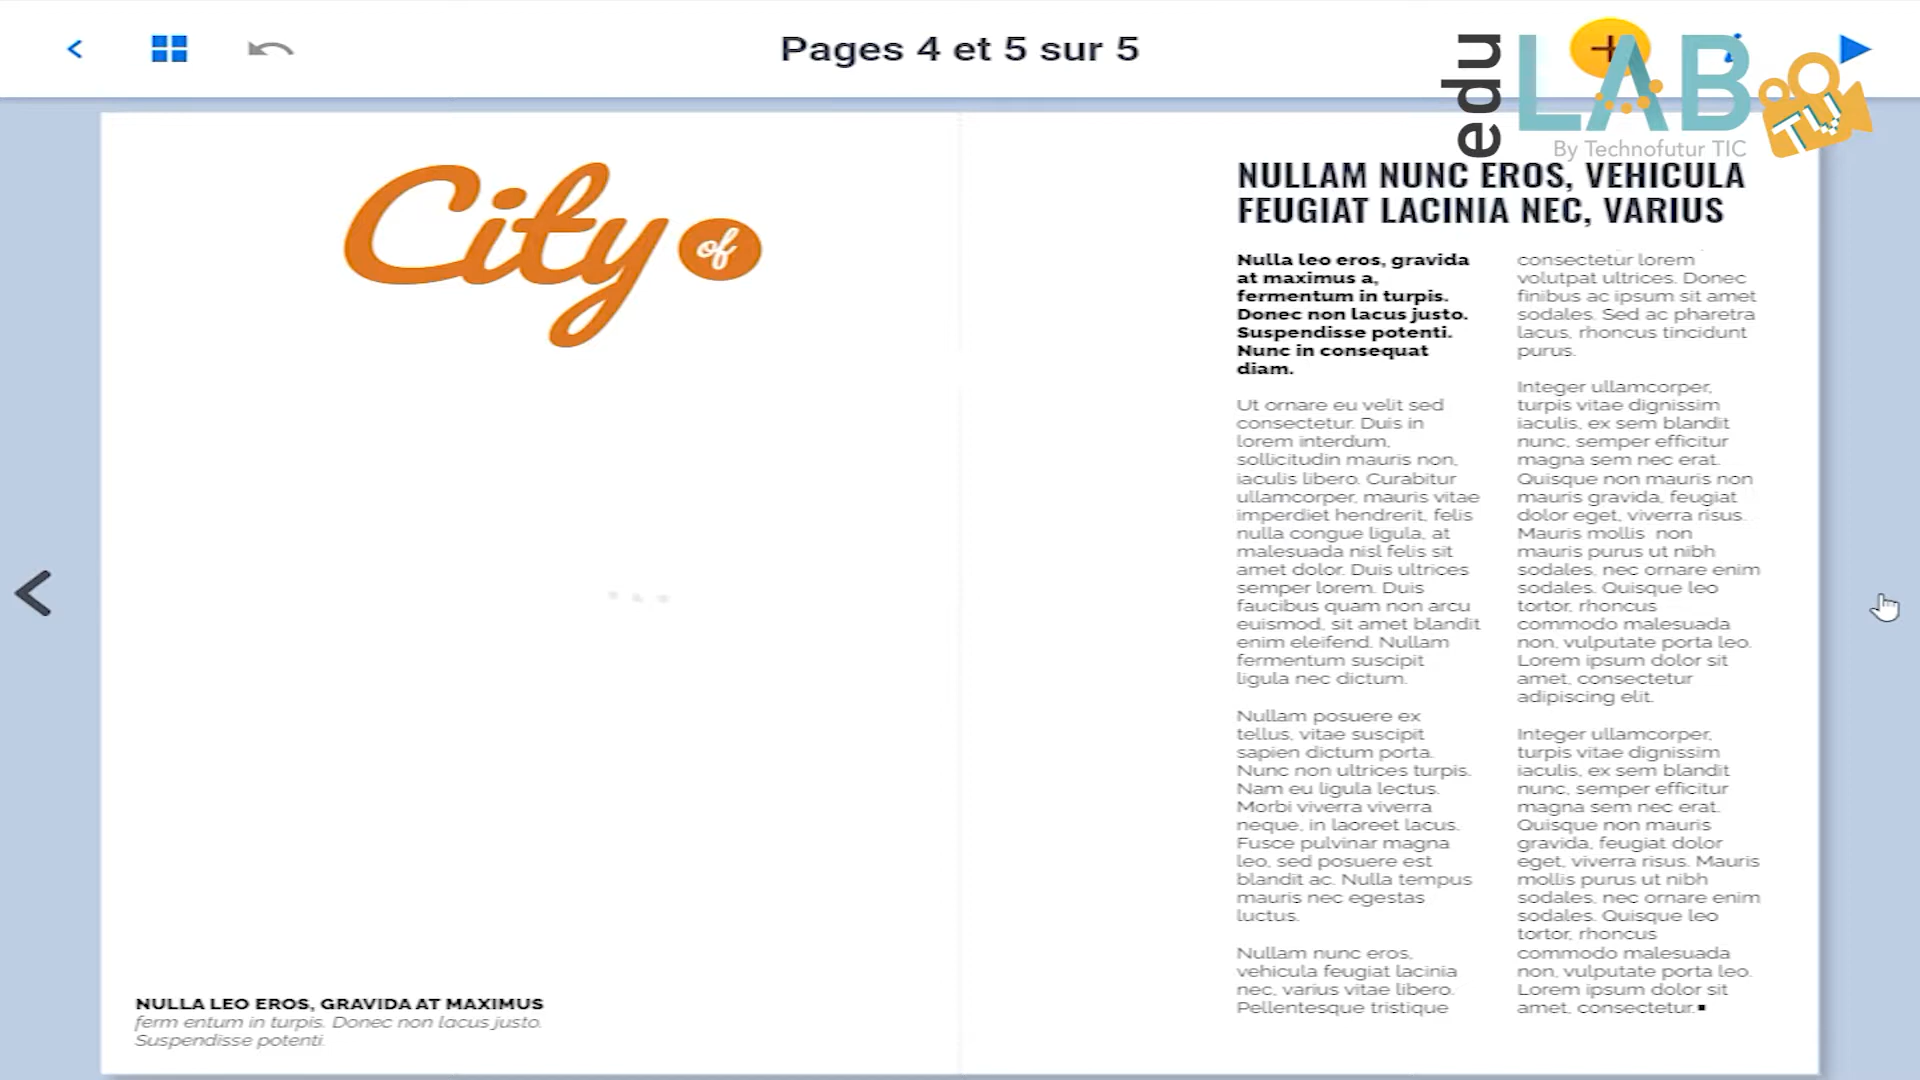 Pages 4 et 5 sur 5
edu
LAB
TV
By Technofutur TIC
City of
NULLA LEO EROS, GRAVIDA AT MAXIMUS
ferm entum in turpis. Donec non lacus justo.
Suspendisse potenti.
NULLAM NUNC EROS, VEHICULA
FEUGIAT LACINIA NEC, VARIUS
Nulla leo eros, gravida
at maximus a,
fermentum in turpis.
Donec non lacus justo.
Suspendisse potenti.
Nunc in consequat
diam.
Ut ornare eu velit sed
consectetur. Duis in
lorem interdum,
sollicitudin mauris non,
iaculis libero. Curabitur
ullamcorper, mauris vitae
imperdiet hendrerit, felis
nulla congue ligula, at
malesuada nisl felis sit
amet dolor. Duis ultrices
semper lorem. Duis
faucibus quam non arcu
euismod, sit amet blandit
enim eleifend. Nullam
fermentum suscipit
ligula nec dictum.
Nullam posuere ex
tellus, vitae suscipit
sapien dictum porta.
Nunc non ultrices turpis.
Nam eu ligula lectus.
Morbi viverra viverra
neque, in laoreet lacus.
Fusce pulvinar magna
leo, sed posuere est
blandit ac. Nulla tempus
mauris nec egestas
luctus.
Nullam nunc eros,
vehicula feugiat lacinia
nec, varius vitae libero.
Pellentesque tristique
consectetur lorem
volutpat ultrices. Donec
finibus ac ipsum sit amet
sodales. Sed ac pharetra
lacus, rhoncus tincidunt
purus.
Integer ullamcorper,
turpis vitae dignissim
iaculis, ex sem blandit
nunc, semper efficitur
magna sem nec erat.
Quisque non mauris non
mauris gravida, feugiat
dolor eget, viverra risus.
Mauris mollis non
mauris purus ut nibh
sodales, nec ornare enim
sodales. Quisque leo
tortor, rhoncus
commodo malesuada
non, vulputate porta leo.
Lorem ipsum dolor sit
amet, consectetur
adipiscing elit.
Integer ullamcorper,
turpis vitae dignissim
iaculis, ex sem blandit
nunc, semper efficitur
magna sem nec erat.
Quisque non mauris
gravida, feugiat dolor
eget, viverra risus. Mauris
mollis purus ut nibh
sodales, nec ornare enim
sodales. Quisque leo
tortor, rhoncus
commodo malesuada
non, vulputate porta leo.
Lorem ipsum dolor sit
amet, consectetur.